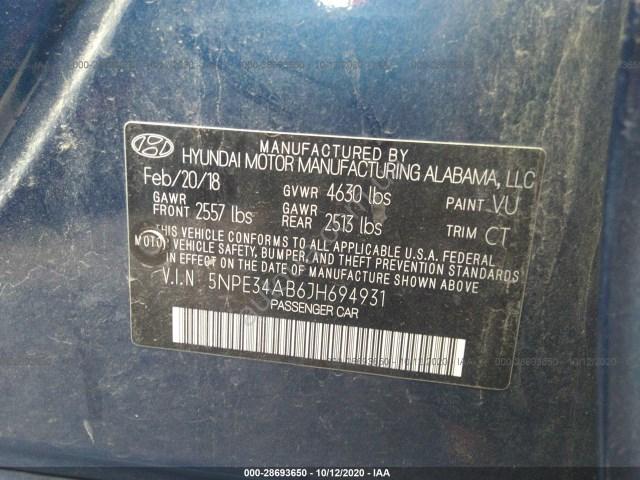 MANUFACTURED BY
HYUNDAI MOTOR MANUFACTURING ALABAMA, LLC
Feb/20/18 GVWR 4630 lbs PAINT VU
GAWR FRONT 2557 lbs GAWR REAR 2513 lbs TRIM CT
THIS VEHICLE CONFORMS TO ALL APPLICABLE U.S.A. FEDERAL
MOTOR VEHICLE SAFETY, BUMPER, AND THEFT PREVENTION
STANDARDS IN EFFECT ON THE DATE OF MANUFACTURE SHOWN ABOVE
V.I.N: 5NPE34AB6JH694931
PASSENGER CAR
000-28693650 - 10/12/2020 - IAA